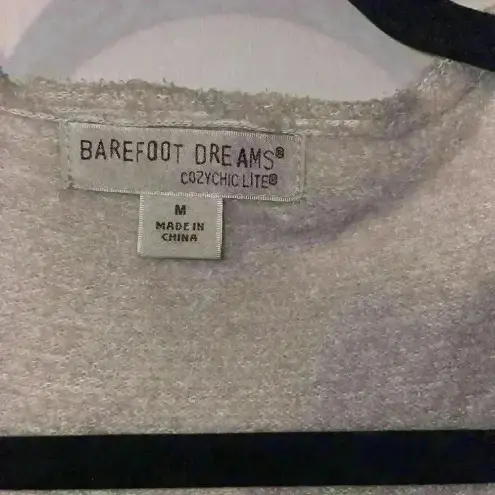 BAREFOOT DREAMS®
COZYCHIC LITE®
M
MADE IN
CHINA